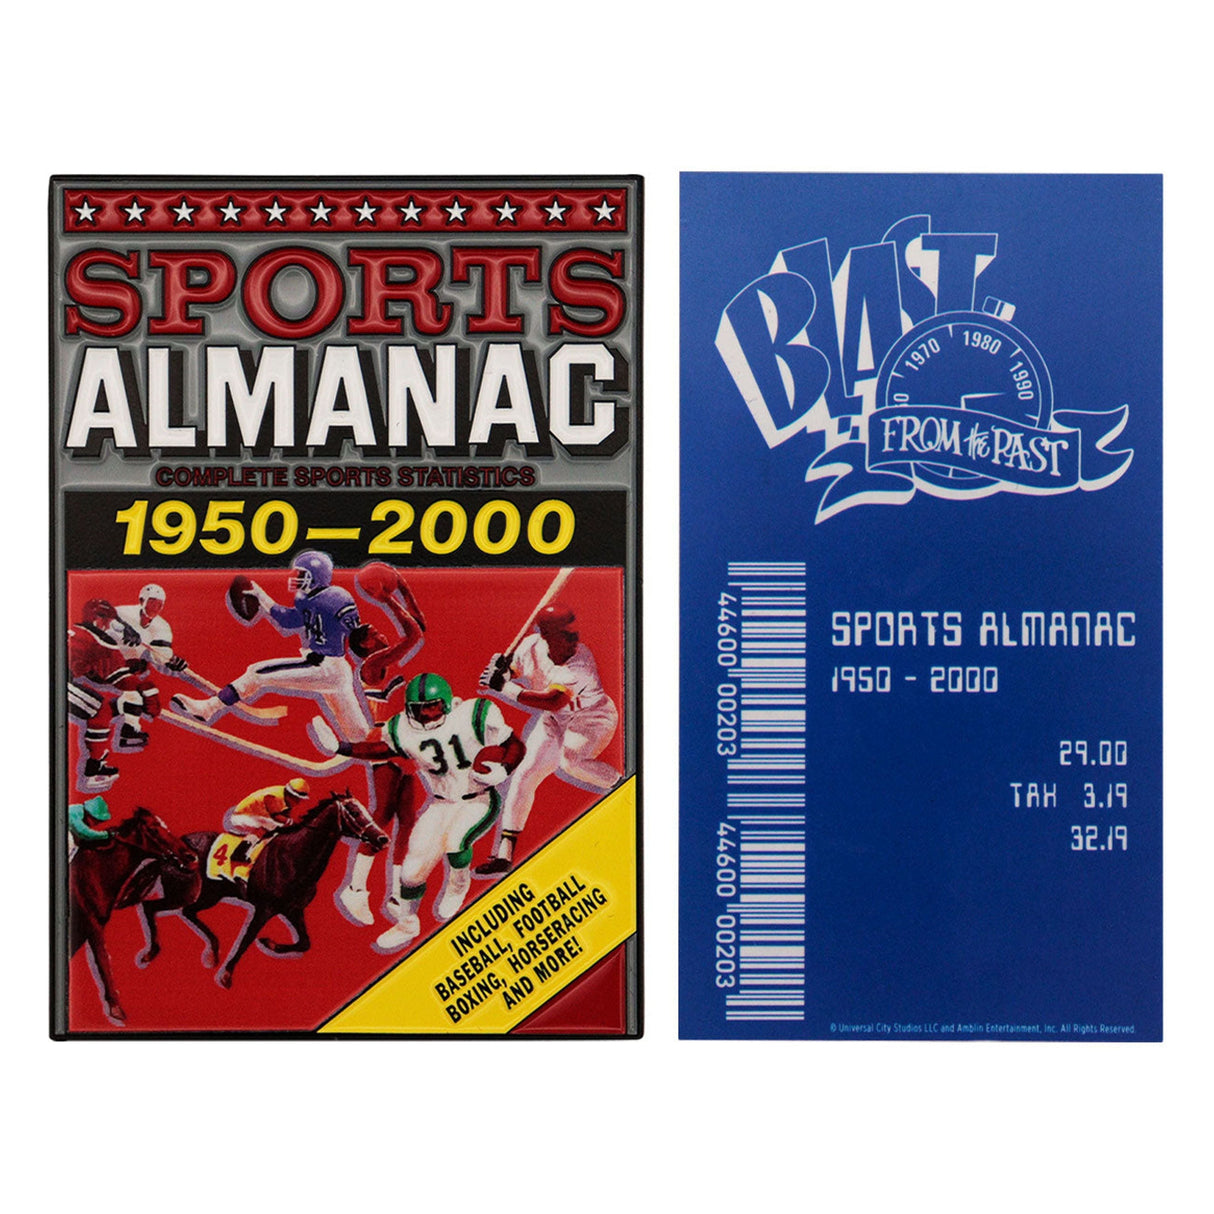 SPORTS
ALMANAC
COMPLETE SPORTS STATISTICS
1950–2000
84
31
4
INCLUDING
BASEBALL, FOOTBALL
BOXING, HORSERACING
AND MORE!
BLAST
1970 1980 1990
FROM the PAST
44600 00203
44600 00203
SPORTS ALMANAC
1950 - 2000
29.00
TAX 3.19
32.19
© Universal City Studios LLC and Amblin Entertainment, Inc. All Rights Reserved.